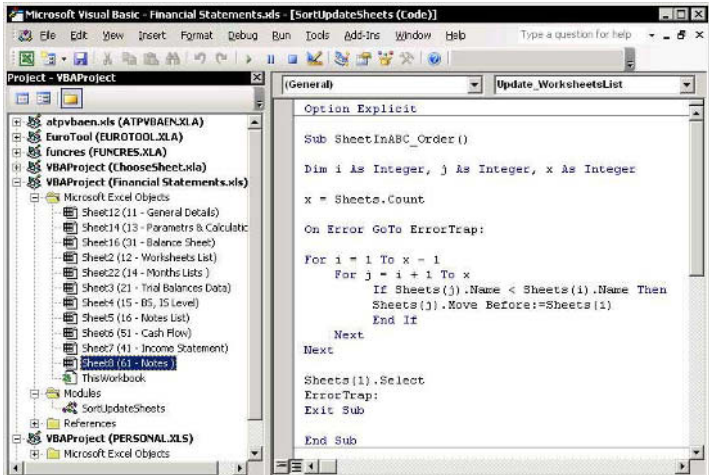 Microsoft Visual Basic - Financial Statements.xls - [SortUpdateSheets (Code)]
File Edit View Insert Format Debug Run Tools Add-Ins Window Help Type a question for help
Project - VBAProject
(General) Update_WorksheetsList
atpvbaen.xls (ATPVBAEN.XLA)
EuroTool (EUROTOOL.XLA)
funcres (FUNCRES.XLA)
VBAProject (ChooseSheet.xla)
VBAProject (Financial Statements.xls)
Microsoft Excel Objects
Sheet12 (11 - General Details)
Sheet14 (13 - Parametrs & Calculatic
Sheet16 (31 - Balance Sheet)
Sheet2 (12 - Worksheets List)
Sheet22 (14 - Months Lists )
Sheet3 (21 - Trial Balances Data)
Sheet4 (15 - BS, IS Level)
Sheet5 (16 - Notes List)
Sheet6 (51 - Cash Flow)
Sheet7 (41 - Income Statement)
Sheet8 (61 - Notes )
ThisWorkbook
Modules
SortUpdateSheets
References
VBAProject (PERSONAL.XLS)
Microsoft Excel Objects
Option Explicit
Sub SheetInABC_Order()
Dim i As Integer, j As Integer, x As Integer
x = Sheets.Count
On Error GoTo ErrorTrap:
For i = 1 To x - 1
For j = i + 1 To x
If Sheets(j).Name < Sheets(i).Name Then
Sheets(j).Move Before:=Sheets(i)
End If
Next
Next
Sheets(1).Select
ErrorTrap:
Exit Sub
End Sub